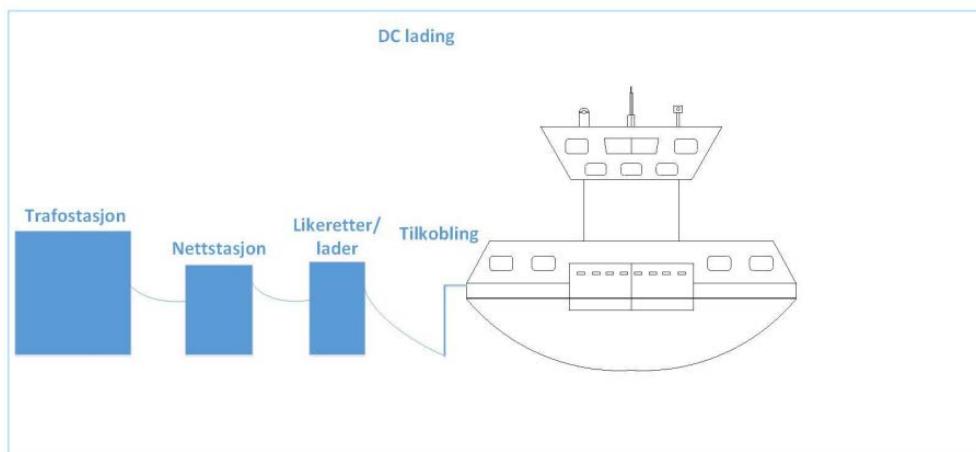 DC lading
Trafostasjon
Nettstasjon
Likeretter/
lader
Tilkobling